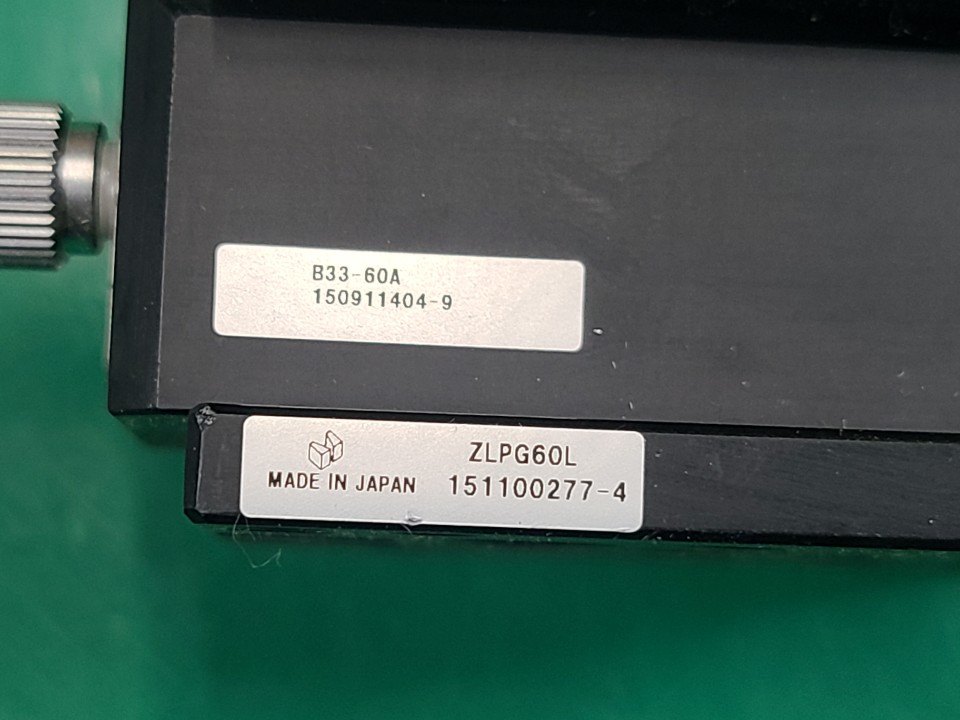 B33-60A
150911404-9
ZLPG60L
MADE IN JAPAN 151100277-4